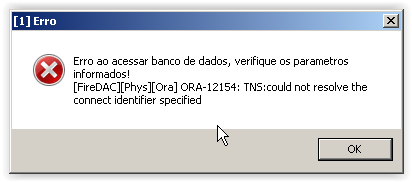 [1] Erro
Erro ao acessar banco de dados, verifique os parametros
informados!
[FireDAC][Phys][Ora] ORA-12154: TNS:could not resolve the
connect identifier specified
OK